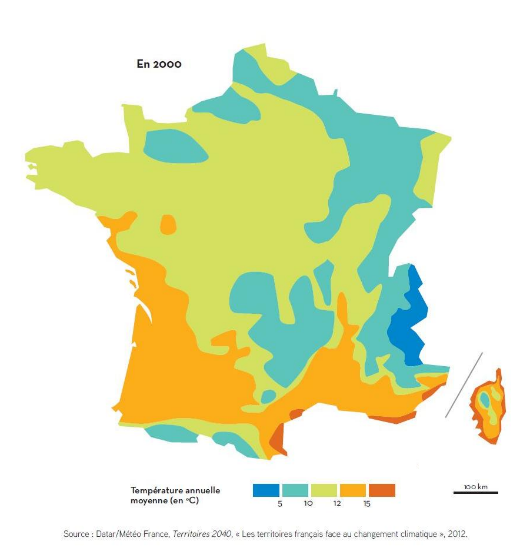 En 2000
Température annuelle
moyenne (en °C)
5 10 12 15
100 km
Source : Datar/Météo France, Territoires 2040, « Les territoires français face au changement climatique », 2012.